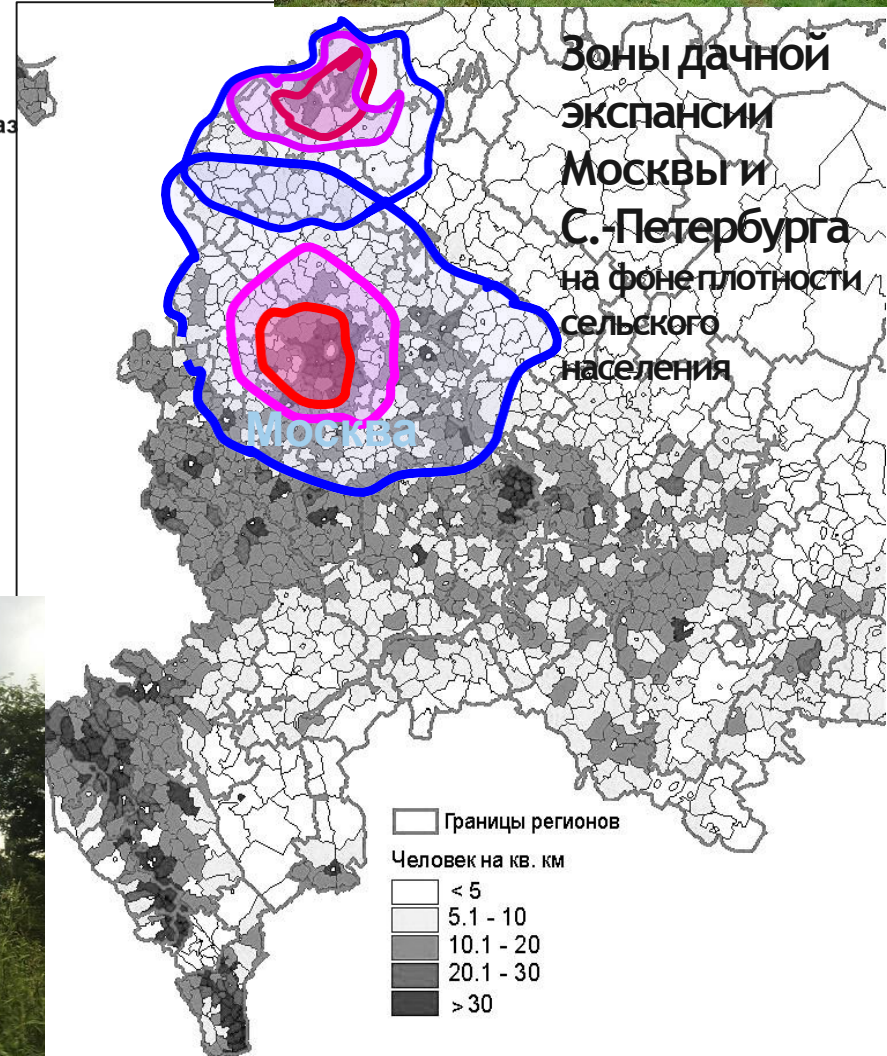 Зоны дачной
экспансии
Москвы и
С.-Петербурга
на фоне плотности
сельского
населения
аз
Москва
Границы регионов
Человек на кв. км
< 5
5.1 - 10
10.1 - 20
20.1 - 30
> 30